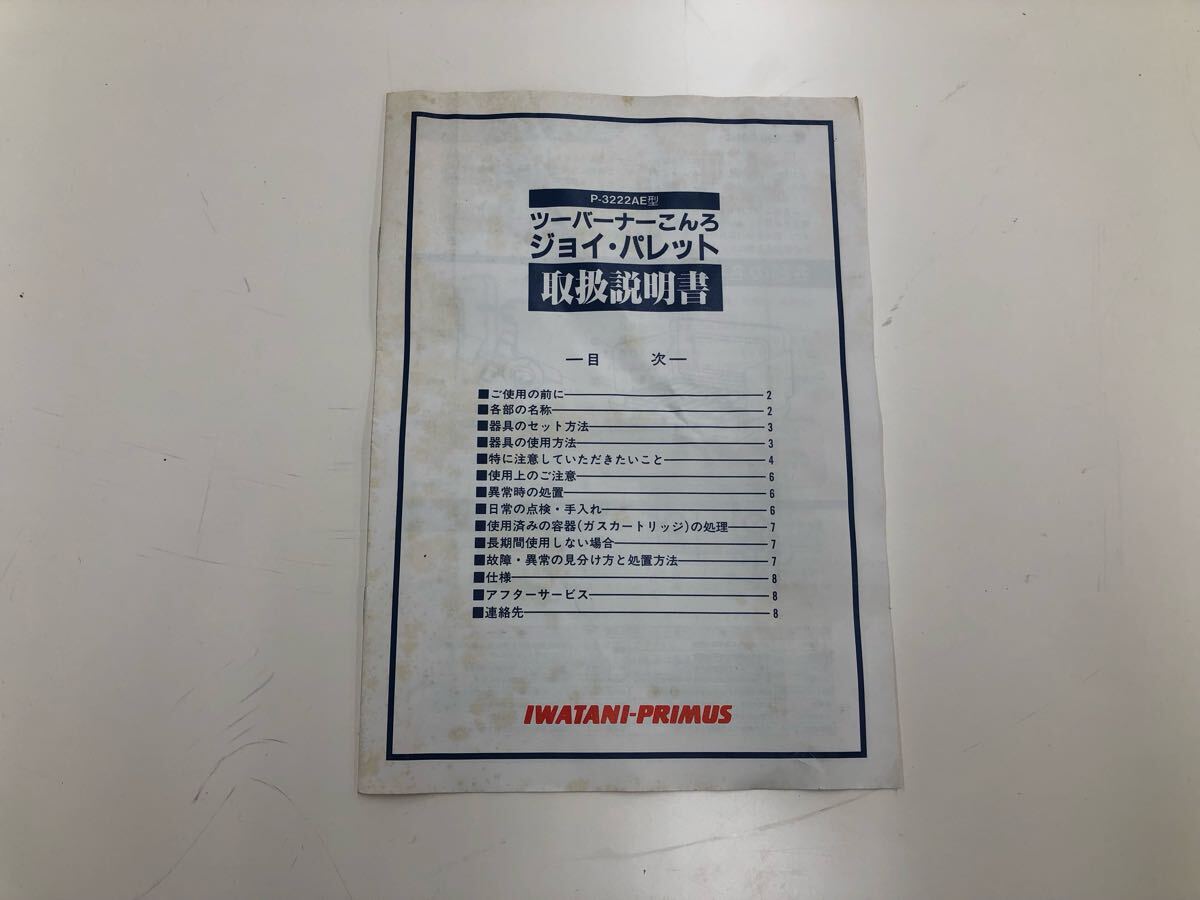 P-3222AE型
ツーバーナーこんろ
ジョイ・パレット
取扱説明書
—目 次—
■ご使用の前に——2
■各部の名称——2
■器具のセット方法——3
■器具の使用方法——3
■特に注意していただきたいこと——4
■使用上のご注意——6
■異常時の処置——6
■日常の点検・手入れ——6
■使用済みの容器(ガスカートリッジ)の処理——7
■長期間使用しない場合——7
■故障・異常の見分け方と処置方法——7
■仕様——8
■アフターサービス——8
■連絡先——8
IWATANI-PRIMUS